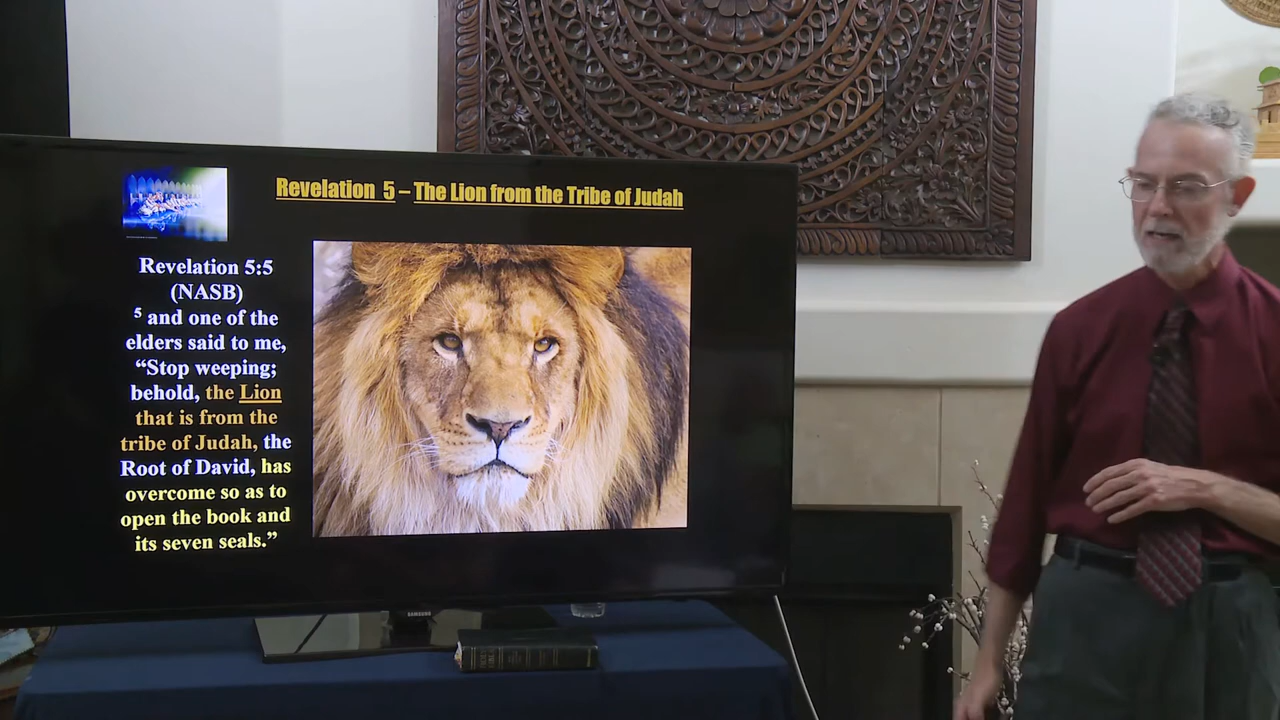 Revelation 5 – The Lion from the Tribe of Judah
Revelation 5:5
(NASB)
5 and one of the
elders said to me,
“Stop weeping;
behold, the Lion
that is from the
tribe of Judah, the
Root of David, has
overcome so as to
open the book and
its seven seals.”
SAMSUNG